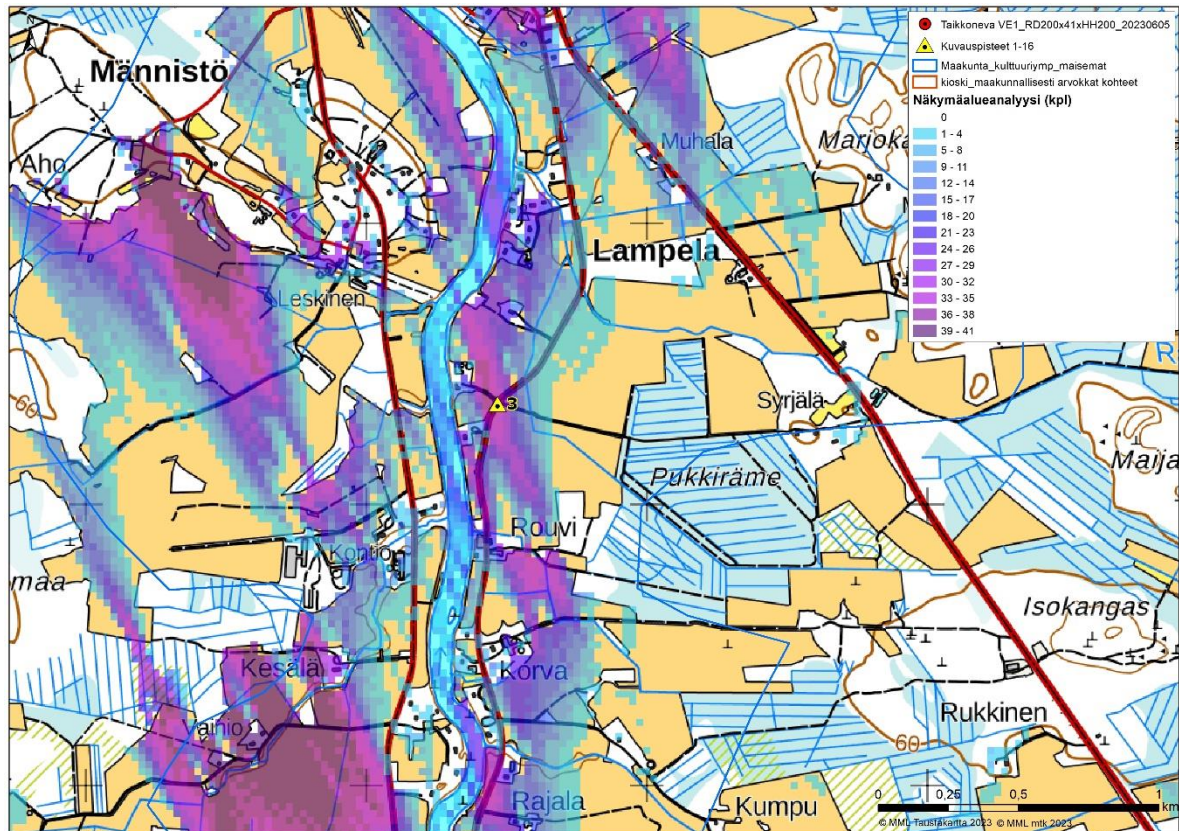 Taikkoneva VE1_RD200x41xHH200_20230605
Kuvauspisteet 1-16
Maakunta_kulttuuriymp_maisemat
kioski_maakunnallisesti arvokkat kohteet
Näkymäalueanalyysi (kpl)
0
1 - 4
5 - 8
9 - 11
12 - 14
15 - 17
18 - 20
21 - 23
24 - 26
27 - 29
30 - 32
33 - 35
36 - 38
39 - 41
Männistö
Aho
Muhala
Marjoka
Lampela
Leskinen
R
60
3
Syrjälä
Pukkiräme
Maija
Rouvi
Kontio
maa
Isokangas
Kesälä
Korva
Vainio
Rukkinen
60
Rajala
Kumpu
0 0,25 0,5 1
km
© MML Taustakartta 2023 © MML mtk 2023